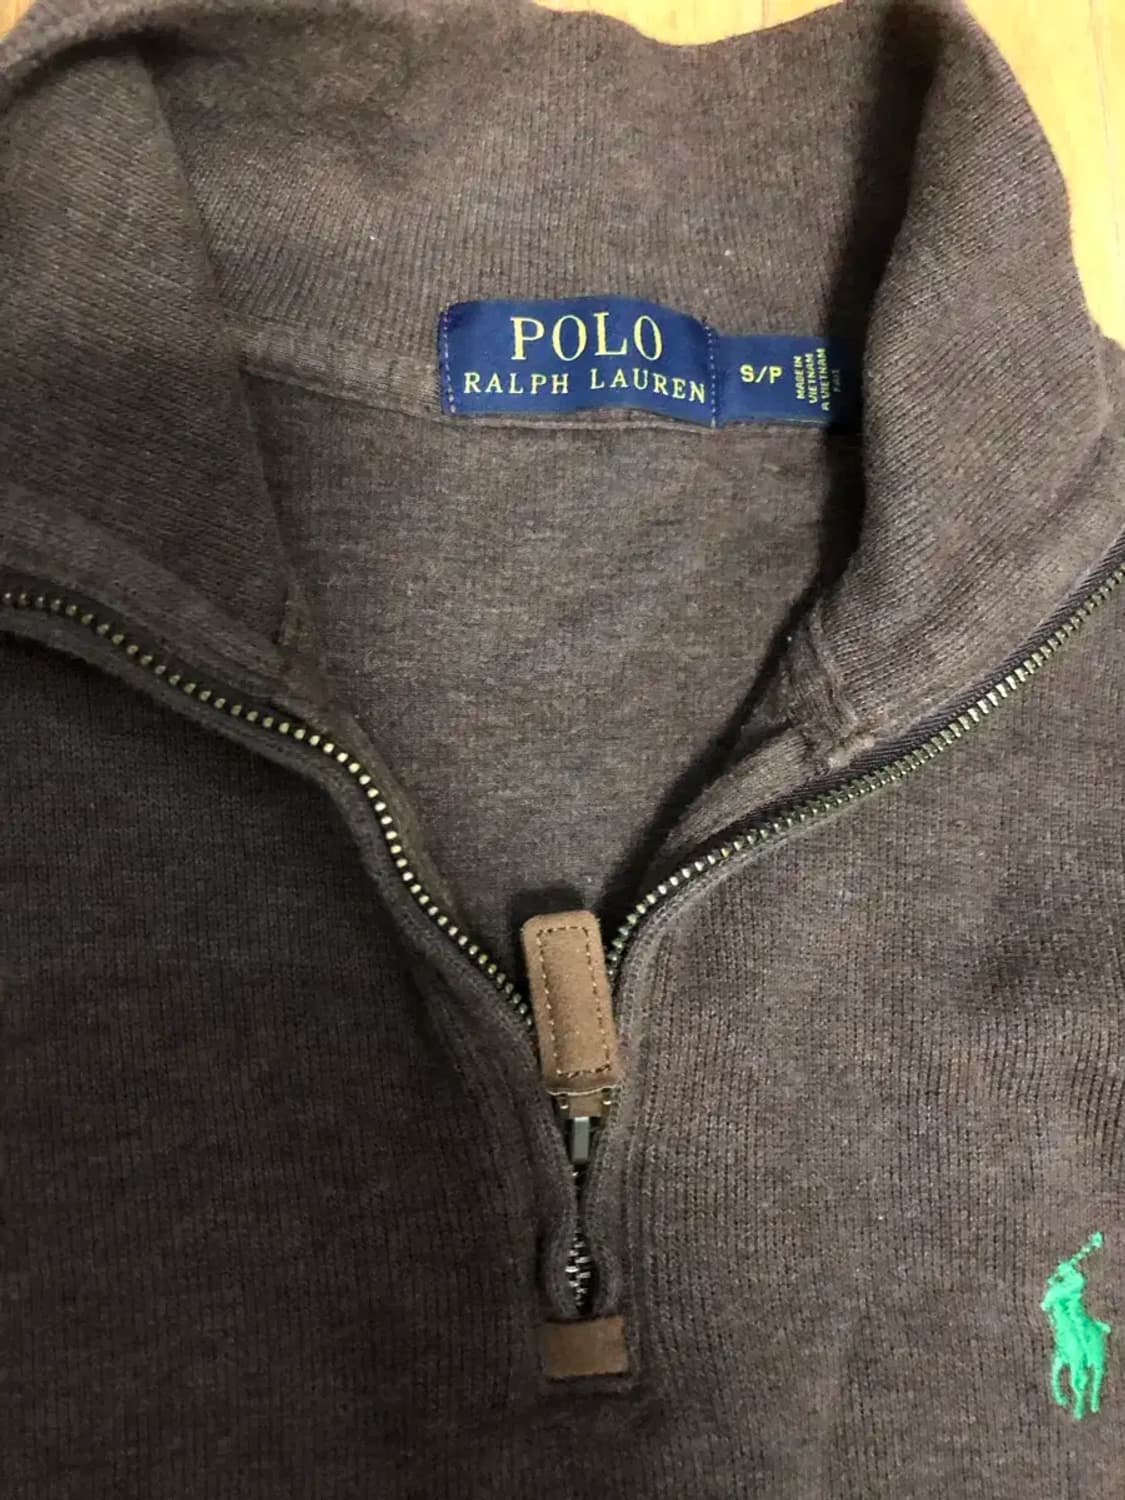 POLO
RALPH LAUREN
S/P
MADE IN
VIETNAM